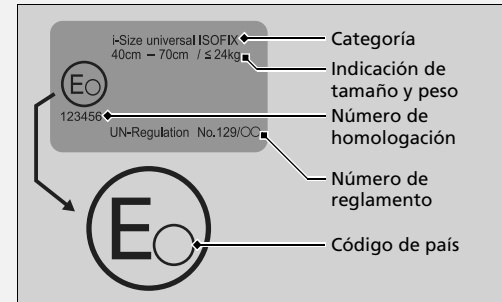 i-Size universal ISOFIX
40cm – 70cm / ≤ 24kg
E
123456
UN-Regulation No.129/○○
E
Categoría
Indicación de
tamaño y peso
Número de
homologación
Número de
reglamento
Código de país